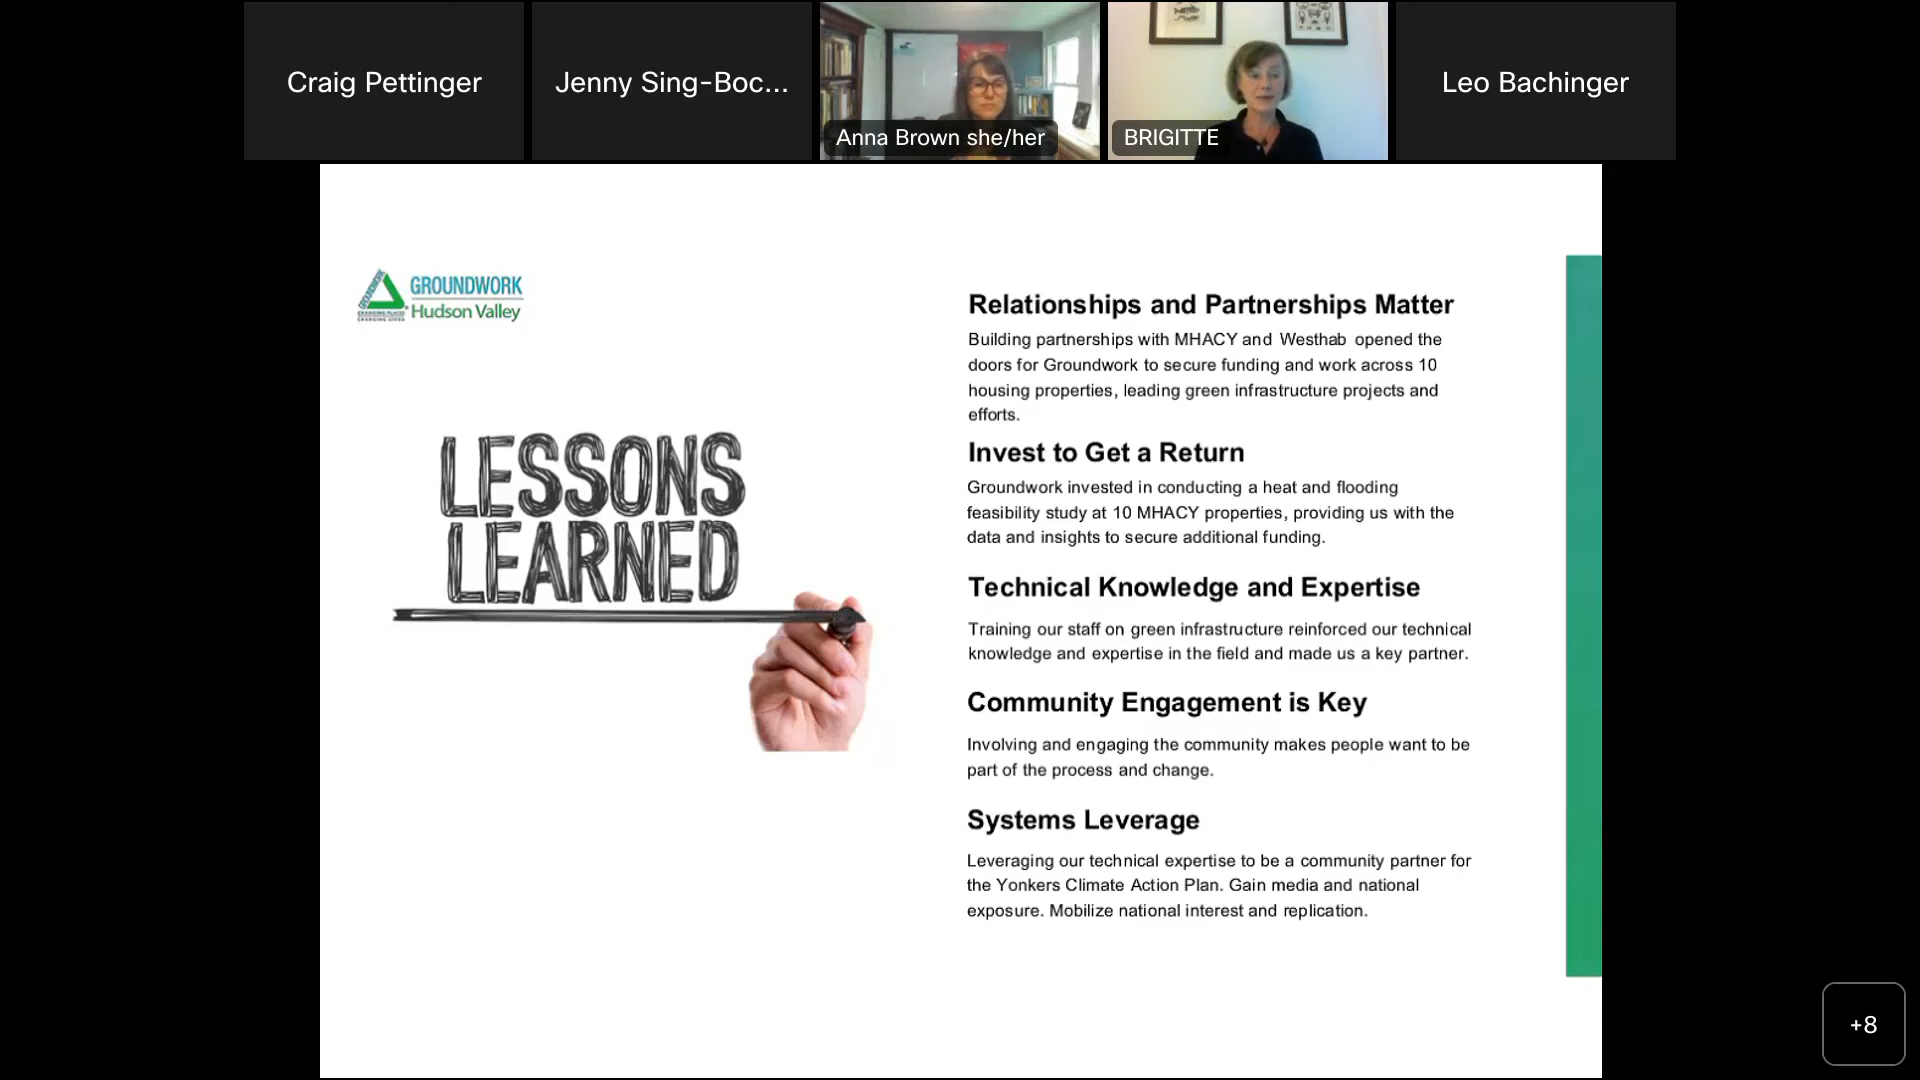 Craig Pettinger
Jenny Sing-Boc...
Anna Brown she/her
BRIGITTE
Leo Bachinger
GROUNDWORK
Hudson Valley
GROUNDWORK
CHANGING PLACES
CHANGING LIVES
LESSONS
LEARNED
Relationships and Partnerships Matter
Building partnerships with MHACY and Westhab opened the
doors for Groundwork to secure funding and work across 10
housing properties, leading green infrastructure projects and
efforts.
Invest to Get a Return
Groundwork invested in conducting a heat and flooding
feasibility study at 10 MHACY properties, providing us with the
data and insights to secure additional funding.
Technical Knowledge and Expertise
Training our staff on green infrastructure reinforced our technical
knowledge and expertise in the field and made us a key partner.
Community Engagement is Key
Involving and engaging the community makes people want to be
part of the process and change.
Systems Leverage
Leveraging our technical expertise to be a community partner for
the Yonkers Climate Action Plan. Gain media and national
exposure. Mobilize national interest and replication.
+8